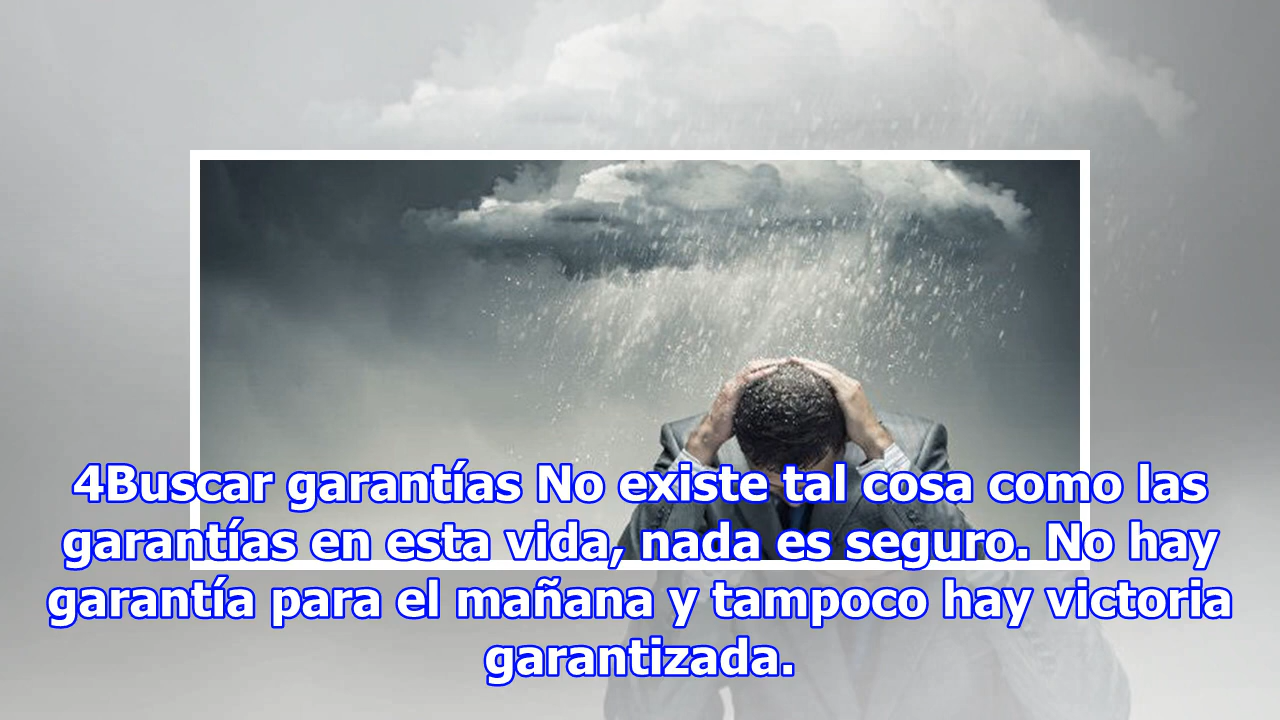 4Buscar garantías No existe tal cosa como las
garantías en esta vida, nada es seguro. No hay
garantía para el mañana y tampoco hay victoria
garantizada.